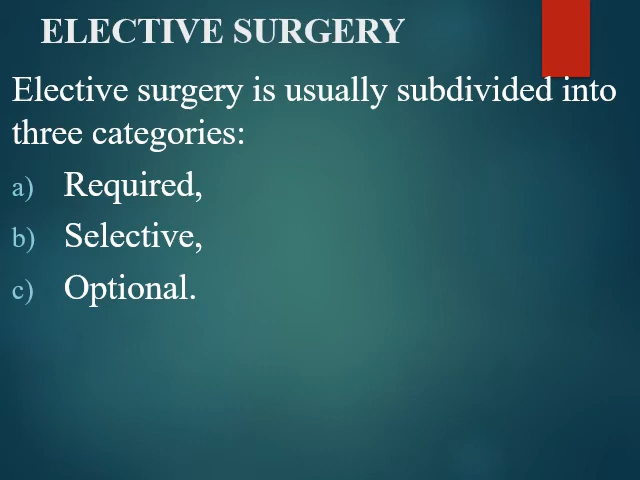 ELECTIVE SURGERY
Elective surgery is usually subdivided into
three categories:
a) Required,
b) Selective,
c) Optional.